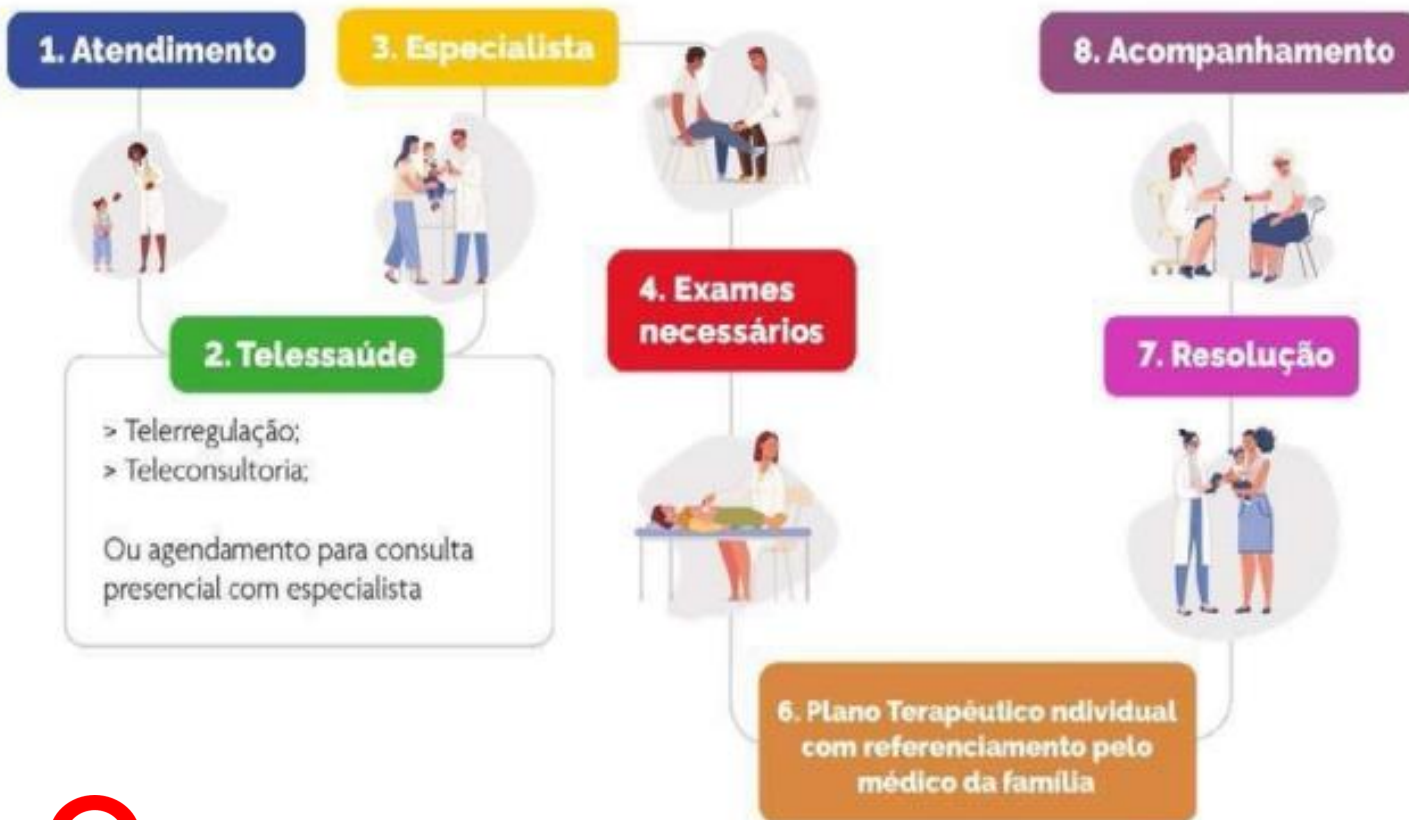 1. Atendimento
3. Especialista
8. Acompanhamento
4. Exames
necessários
2. Telessaúde
7. Resolução
> Telerregulação;
> Teleconsultoria;
Ou agendamento para consulta
presencial com especialista
6. Plano Terapêutico ndividual
com referenciamento pelo
médico da família